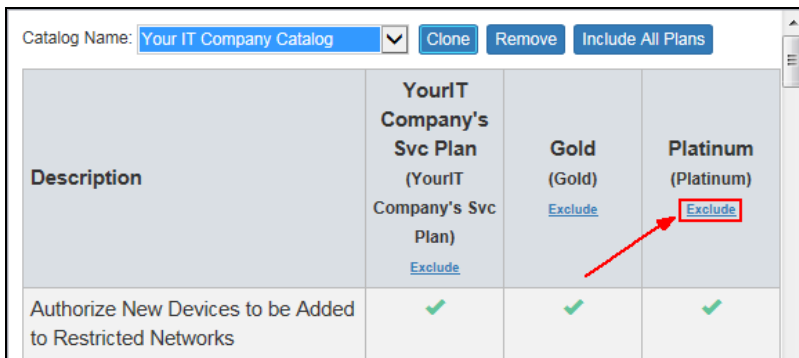 Catalog Name: Your IT Company Catalog Clone Remove Include All Plans
Description
YourIT
Company's
Svc Plan
(YourIT
Company's Svc
Plan)
Exclude
Gold
(Gold)
Exclude
Platinum
(Platinum)
Exclude
Authorize New Devices to be Added
to Restricted Networks